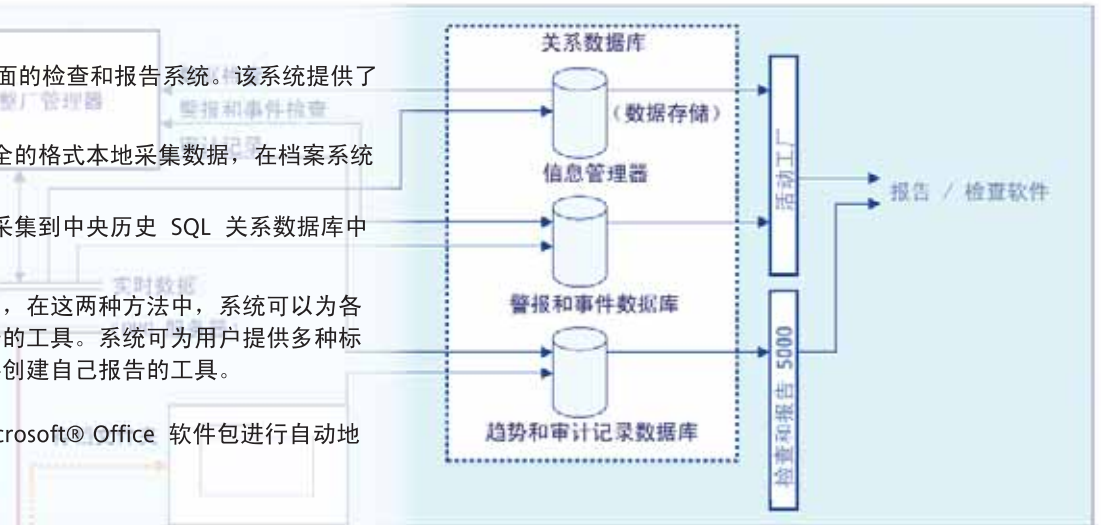 面的检查和报告系统。该系统提供了
整厂管理器
警报和事件检查
全的格式本地采集数据，在档案系统
采集到中央历史 SQL 关系数据库中
实时数据
，在这两种方法中，系统可以为各
的工具。系统可为用户提供多种标
创建自己报告的工具。
crosoft® Office 软件包进行自动地
关系数据库
（数据存储）
信息管理器
警报和事件数据库
趋势和审计记录数据库
活动工厂
检查和报告 5000
报告 / 检查软件